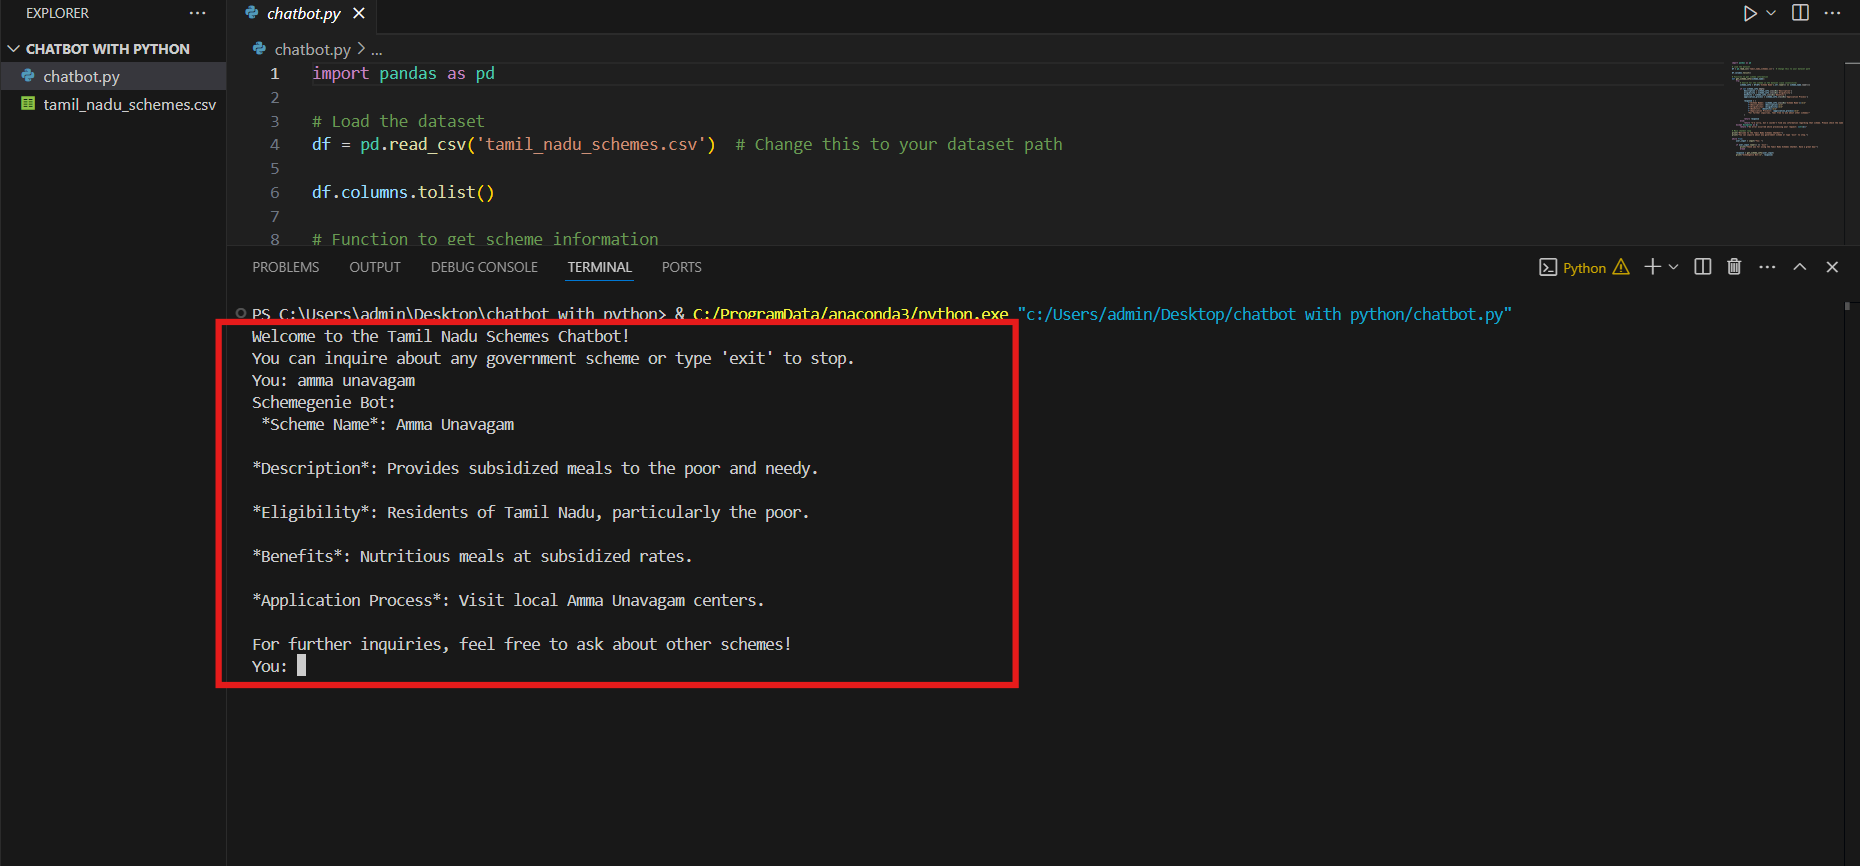 EXPLORER
CHATBOT WITH PYTHON
chatbot.py
tamil_nadu_schemes.csv
chatbot.py
chatbot.py > ...
1 import pandas as pd
2
3 # Load the dataset
4 df = pd.read_csv('tamil_nadu_schemes.csv')  # Change this to your dataset path
5
6 df.columns.tolist()
7
8 # Function to get scheme information
PROBLEMS OUTPUT DEBUG CONSOLE TERMINAL PORTS
Python
PS C:\Users\admin\Desktop\chatbot with python> & C:/ProgramData/anaconda3/python.exe "c:/Users/admin/Desktop/chatbot with python/chatbot.py"
Welcome to the Tamil Nadu Schemes Chatbot!
You can inquire about any government scheme or type 'exit' to stop.
You: amma unavagam
Schemegenie Bot:
*Scheme Name*: Amma Unavagam
*Description*: Provides subsidized meals to the poor and needy.
*Eligibility*: Residents of Tamil Nadu, particularly the poor.
*Benefits*: Nutritious meals at subsidized rates.
*Application Process*: Visit local Amma Unavagam centers.
For further inquiries, feel free to ask about other schemes!
You: